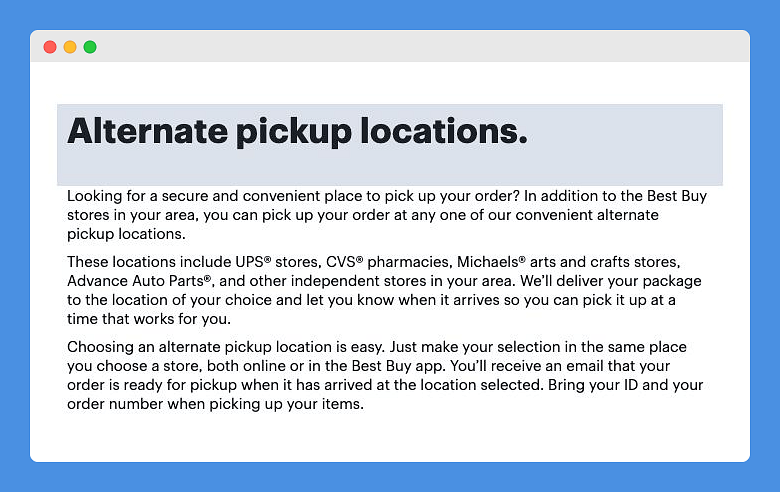 Alternate pickup locations.
Looking for a secure and convenient place to pick up your order? In addition to the Best Buy
stores in your area, you can pick up your order at any one of our convenient alternate
pickup locations.
These locations include UPS® stores, CVS® pharmacies, Michaels® arts and crafts stores,
Advance Auto Parts®, and other independent stores in your area. We’ll deliver your package
to the location of your choice and let you know when it arrives so you can pick it up at a
time that works for you.
Choosing an alternate pickup location is easy. Just make your selection in the same place
you choose a store, both online or in the Best Buy app. You’ll receive an email that your
order is ready for pickup when it has arrived at the location selected. Bring your ID and your
order number when picking up your items.